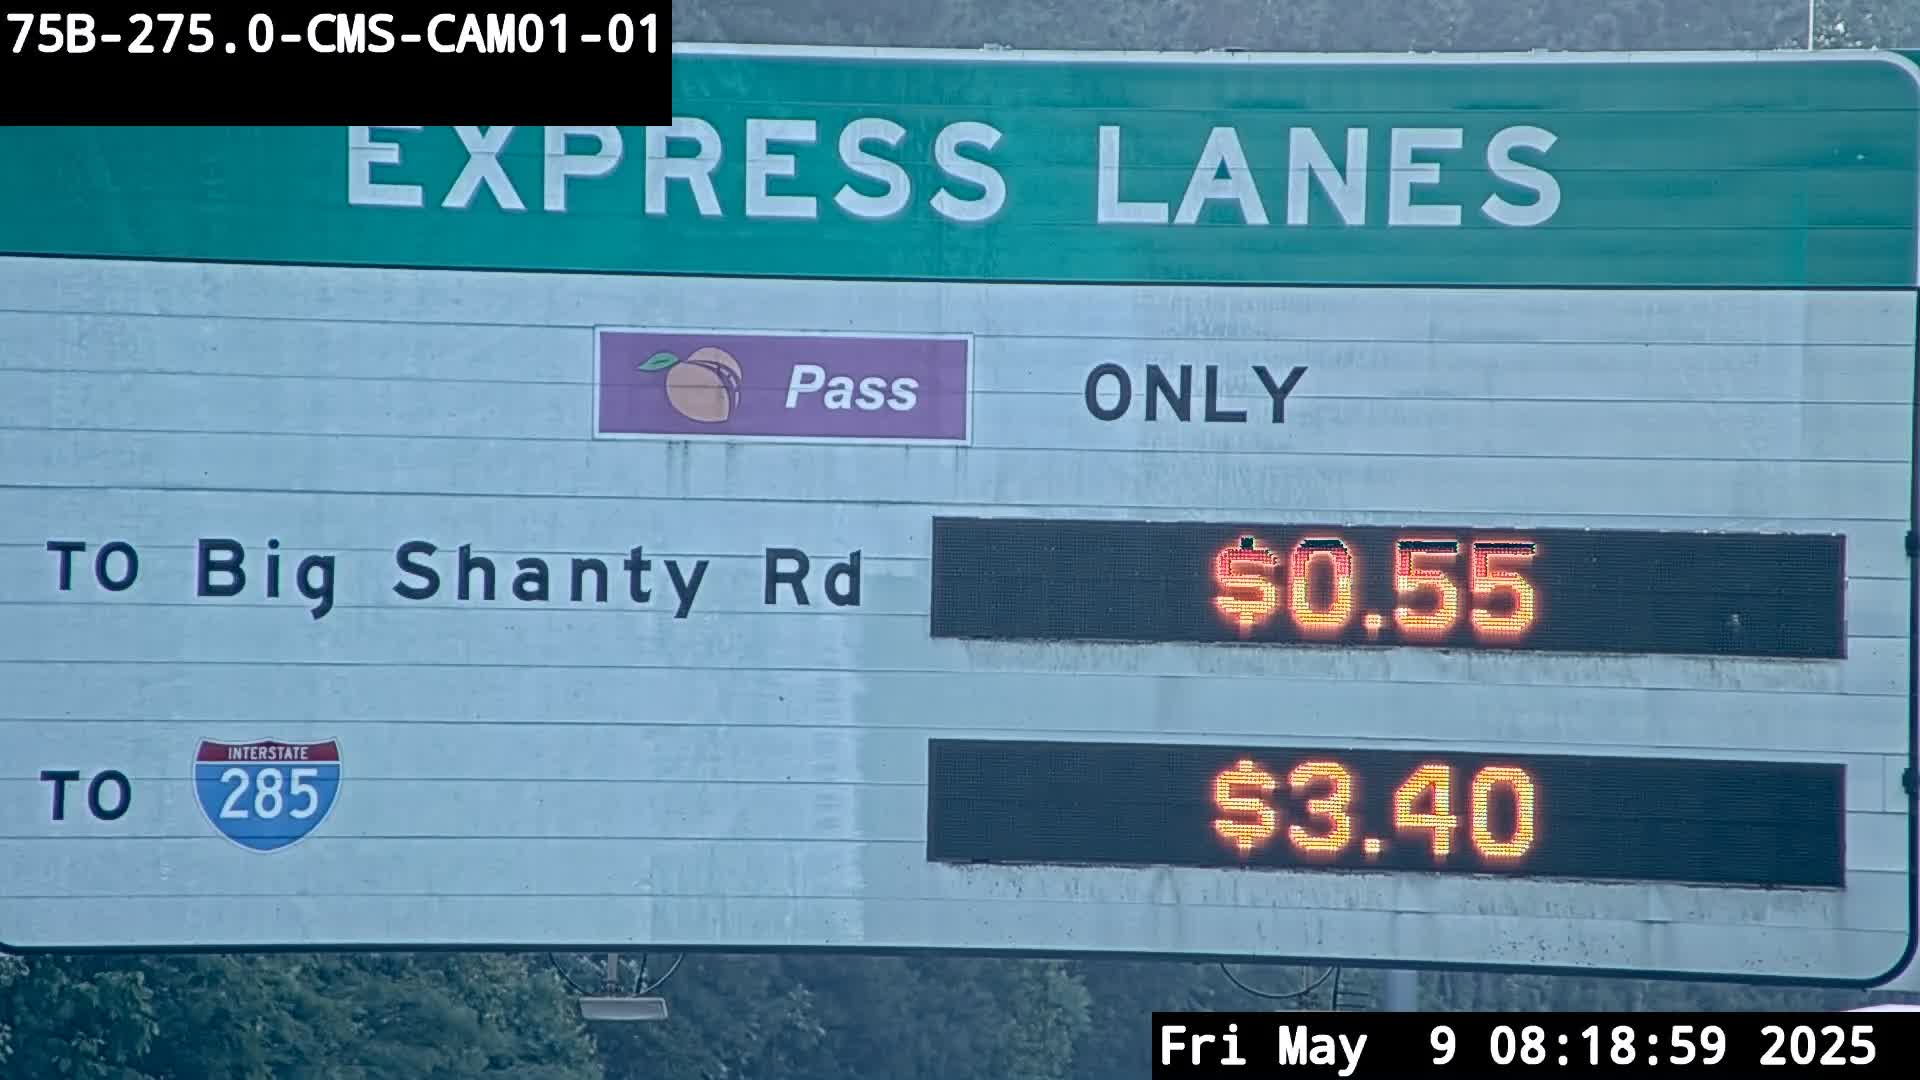 75B-275.0-CMS-CAM01-01
EXPRESS LANES
Pass ONLY
TO Big Shanty Rd $0.55
INTERSTATE
TO 285 $3.40
Fri May 9 08:18:59 2025